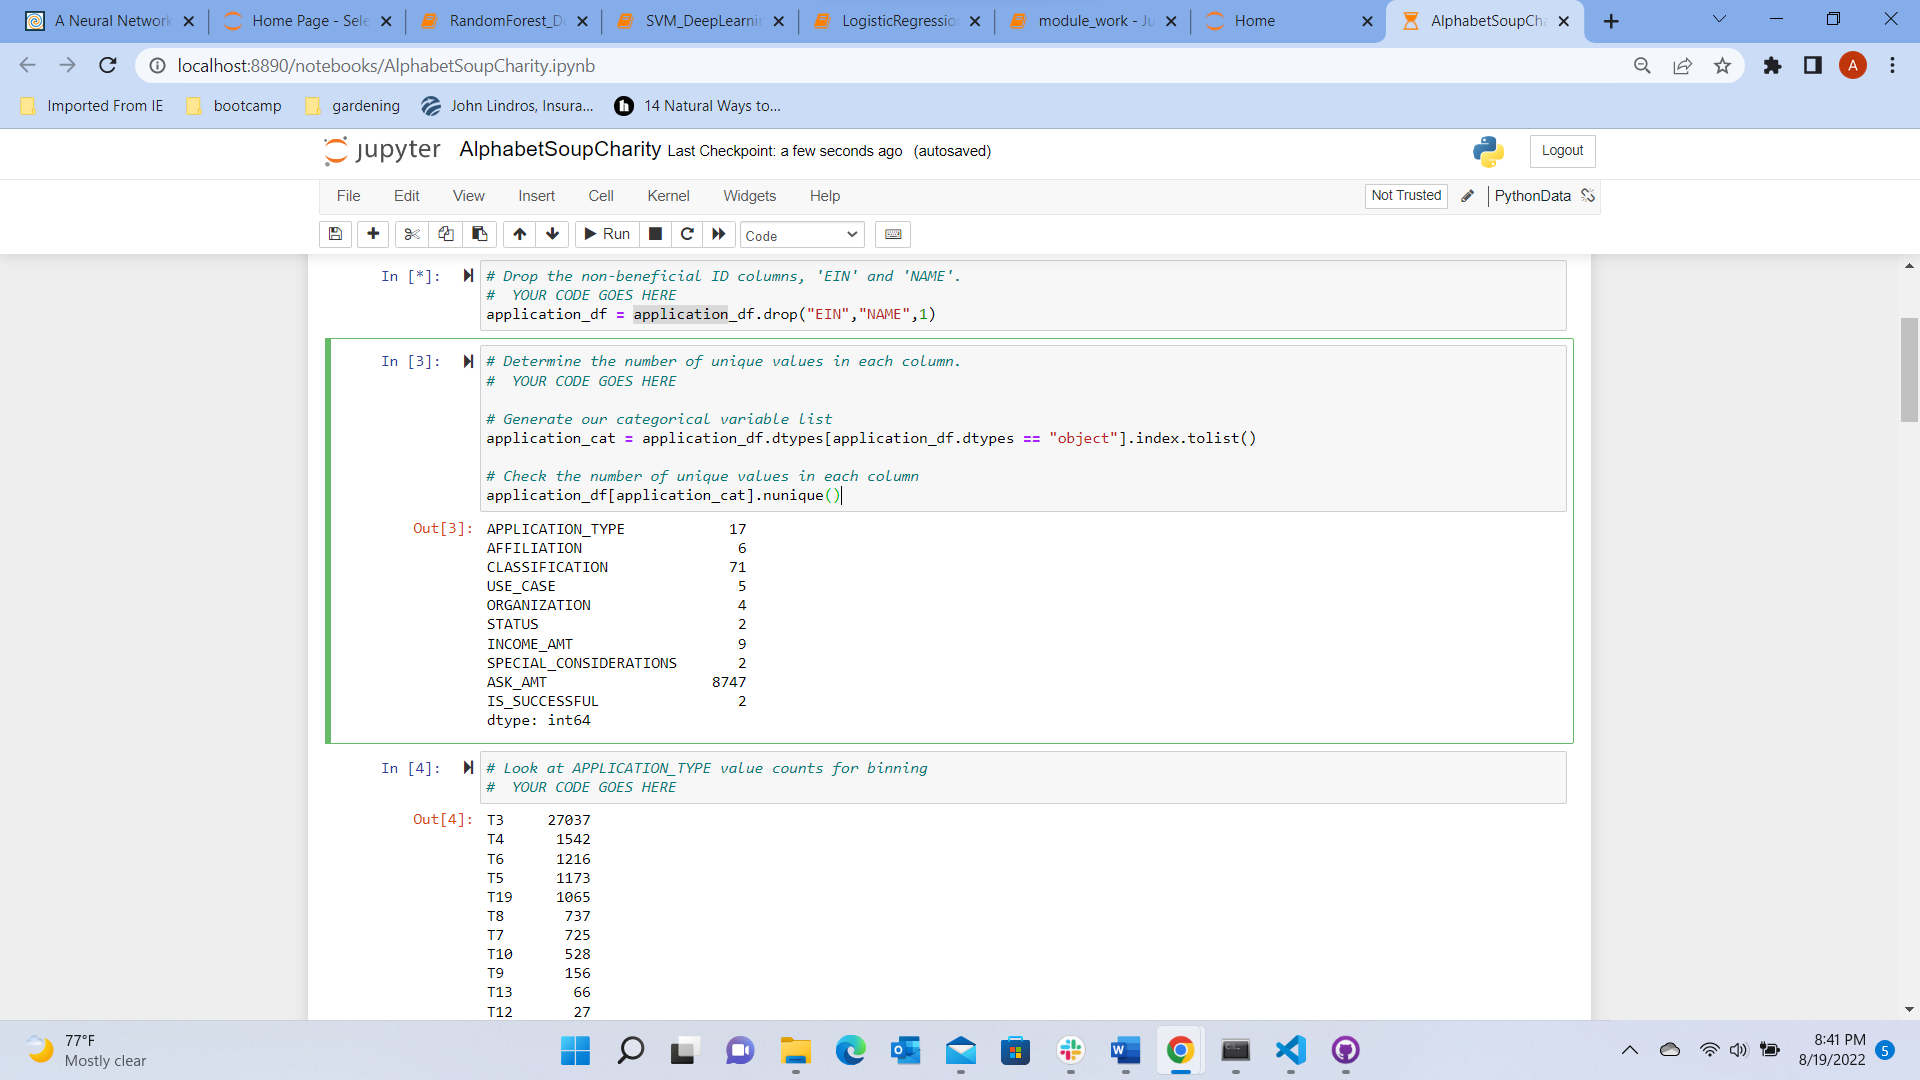 A Neural Network
Home Page - Sele
RandomForest_D
SVM_DeepLearni
LogisticRegressio
module_work - Ju
Home
AlphabetSoupCha
localhost:8890/notebooks/AlphabetSoupCharity.ipynb
A
Imported From IE
bootcamp
gardening
John Lindros, Insura...
14 Natural Ways to...
jupyter AlphabetSoupCharity Last Checkpoint: a few seconds ago (autosaved)
Logout
File Edit View Insert Cell Kernel Widgets Help
Not Trusted
PythonData
Run
Code
In [*]:
# Drop the non-beneficial ID columns, 'EIN' and 'NAME'.
# YOUR CODE GOES HERE
application_df = application_df.drop("EIN","NAME",1)
In [3]:
# Determine the number of unique values in each column.
# YOUR CODE GOES HERE
# Generate our categorical variable list
application_cat = application_df.dtypes[application_df.dtypes == "object"].index.tolist()
# Check the number of unique values in each column
application_df[application_cat].nunique()
Out[3]:
APPLICATION_TYPE 17
AFFILIATION 6
CLASSIFICATION 71
USE_CASE 5
ORGANIZATION 4
STATUS 2
INCOME_AMT 9
SPECIAL_CONSIDERATIONS 2
ASK_AMT 8747
IS_SUCCESSFUL 2
dtype: int64
In [4]:
# Look at APPLICATION_TYPE value counts for binning
# YOUR CODE GOES HERE
Out[4]:
T3 27037
T4 1542
T6 1216
T5 1173
T19 1065
T8 737
T7 725
T10 528
T9 156
T13 66
T12 27
77°F
Mostly clear
8:41 PM
8/19/2022
5